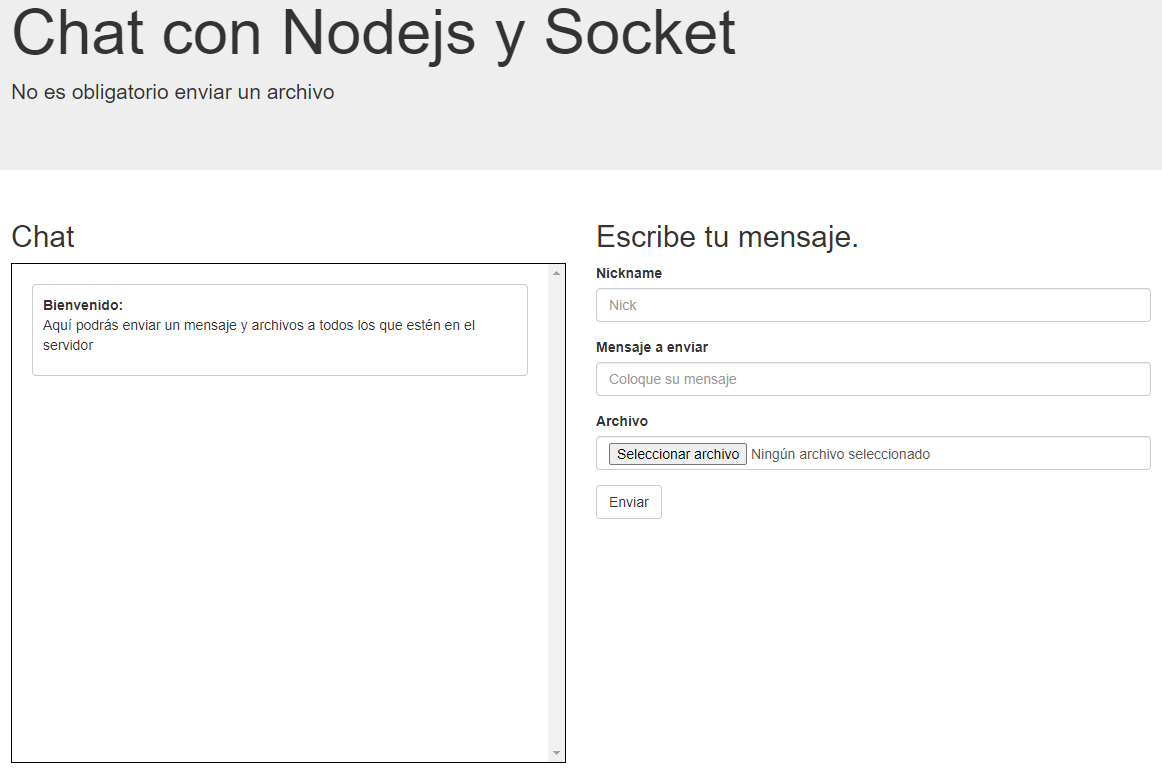 Chat con Nodejs y Socket
No es obligatorio enviar un archivo
Chat
Bienvenido:
Aquí podrás enviar un mensaje y archivos a todos los que estén en el
servidor
Escribe tu mensaje.
Nickname
Nick
Mensaje a enviar
Coloque su mensaje
Archivo
Seleccionar archivo Ningún archivo seleccionado
Enviar